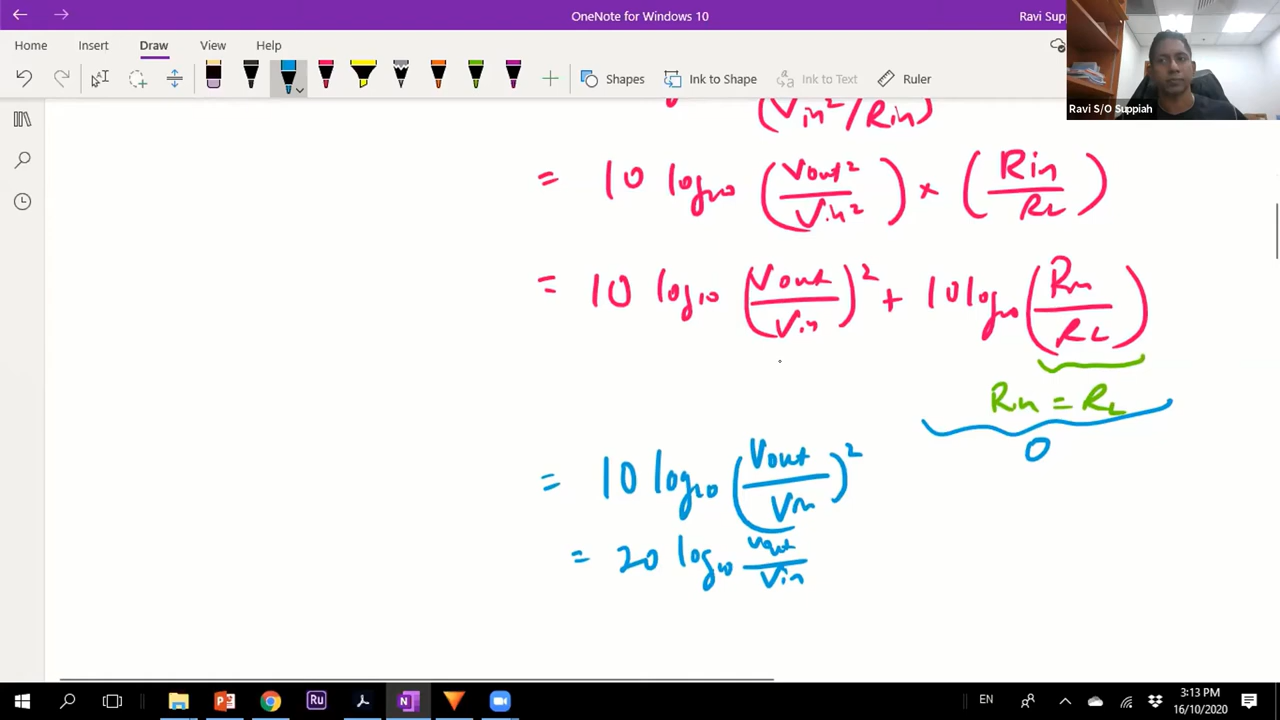 OneNote for Windows 10
Ravi Supp
Home Insert Draw View Help
Shapes Ink to Shape Ink to Text Ruler
Ravi S/O Suppiah
(Vin²/Rin)
= 10 log₁₀ (Vout²/Vin²) × (Rin/RL)
= 10 log₁₀ (Vout/Vin)² + 10 log₁₀ (Rin/RL)
Rin = RL
0
= 10 log₁₀ (Vout/Vin)²
= 20 log₁₀ Vout/Vin
EN
3:13 PM
16/10/2020